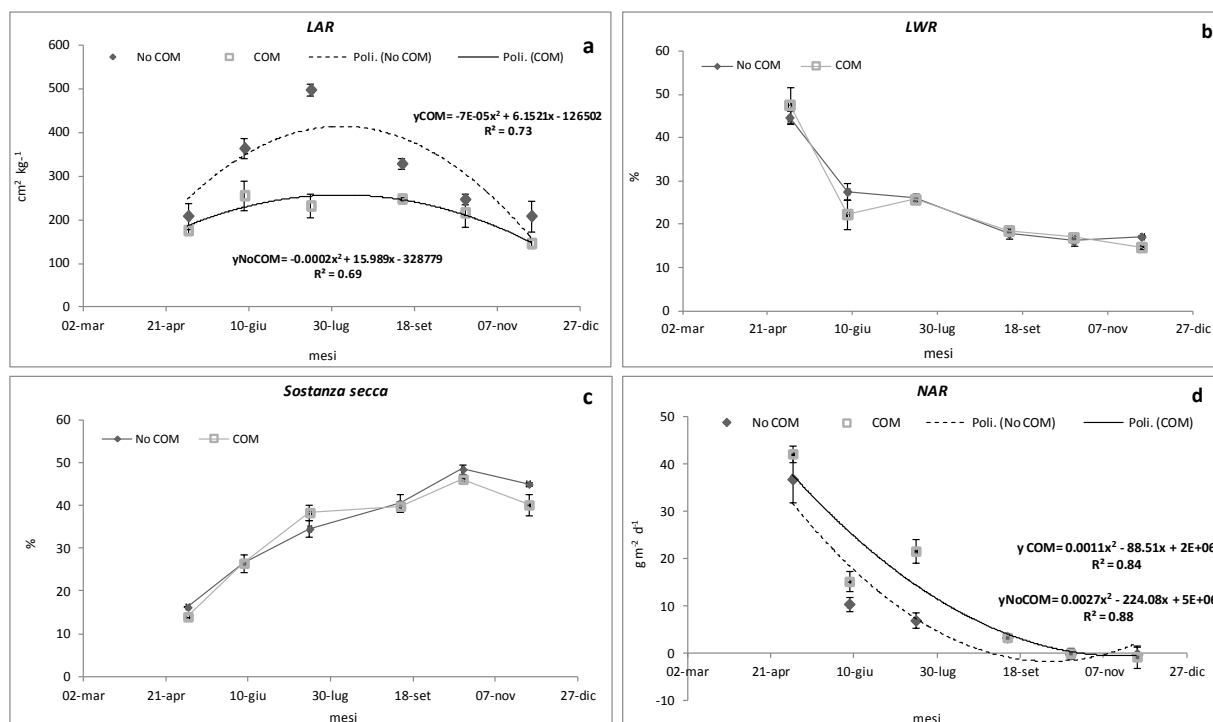 LAR
a
600
500
400
300
200
100
0
cm² kg-¹
No COM
COM
Poli. (No COM)
Poli. (COM)
yCOM= -7E-05x² + 6.1521x - 126502
R² = 0.73
yNoCOM= -0.0002x² + 15.989x - 328779
R² = 0.69
02-mar 21-apr 10-giu 30-lug 18-set 07-nov 27-dic
mesi
LWR
b
60
50
40
30
20
10
0
%
No COM
COM
02-mar 21-apr 10-giu 30-lug 18-set 07-nov 27-dic
mesi
Sostanza secca
c
60
50
40
30
20
10
0
%
No COM
COM
02-mar 21-apr 10-giu 30-lug 18-set 07-nov 27-dic
mesi
NAR
d
50
40
30
20
10
0
-10
g m-² d-¹
No COM
COM
Poli. (No COM)
Poli. (COM)
y COM= 0.0011x² - 88.51x + 2E+06
R² = 0.84
yNoCOM= 0.0027x² - 224.08x + 5E+06
R² = 0.88
02-mar 21-apr 10-giu 30-lug 18-set 07-nov 27-dic
mesi